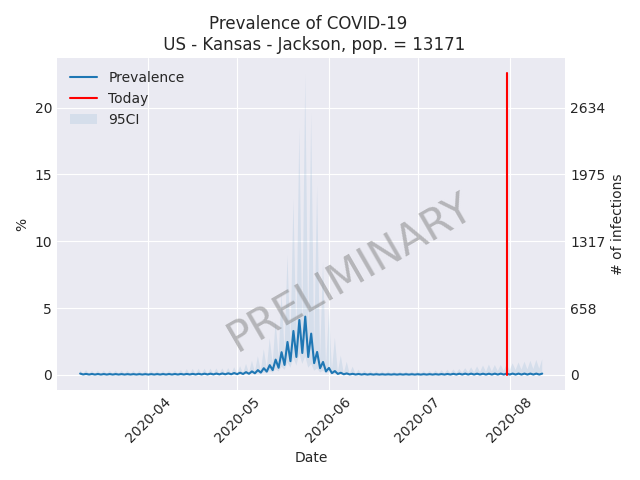 Prevalence of COVID-19
US - Kansas - Jackson, pop. = 13171
Prevalence
Today
95CI
20
15
10
5
0
%
2634
1975
1317
658
0
# of infections
PRELIMINARY
2020-04
2020-05
2020-06
2020-07
2020-08
Date